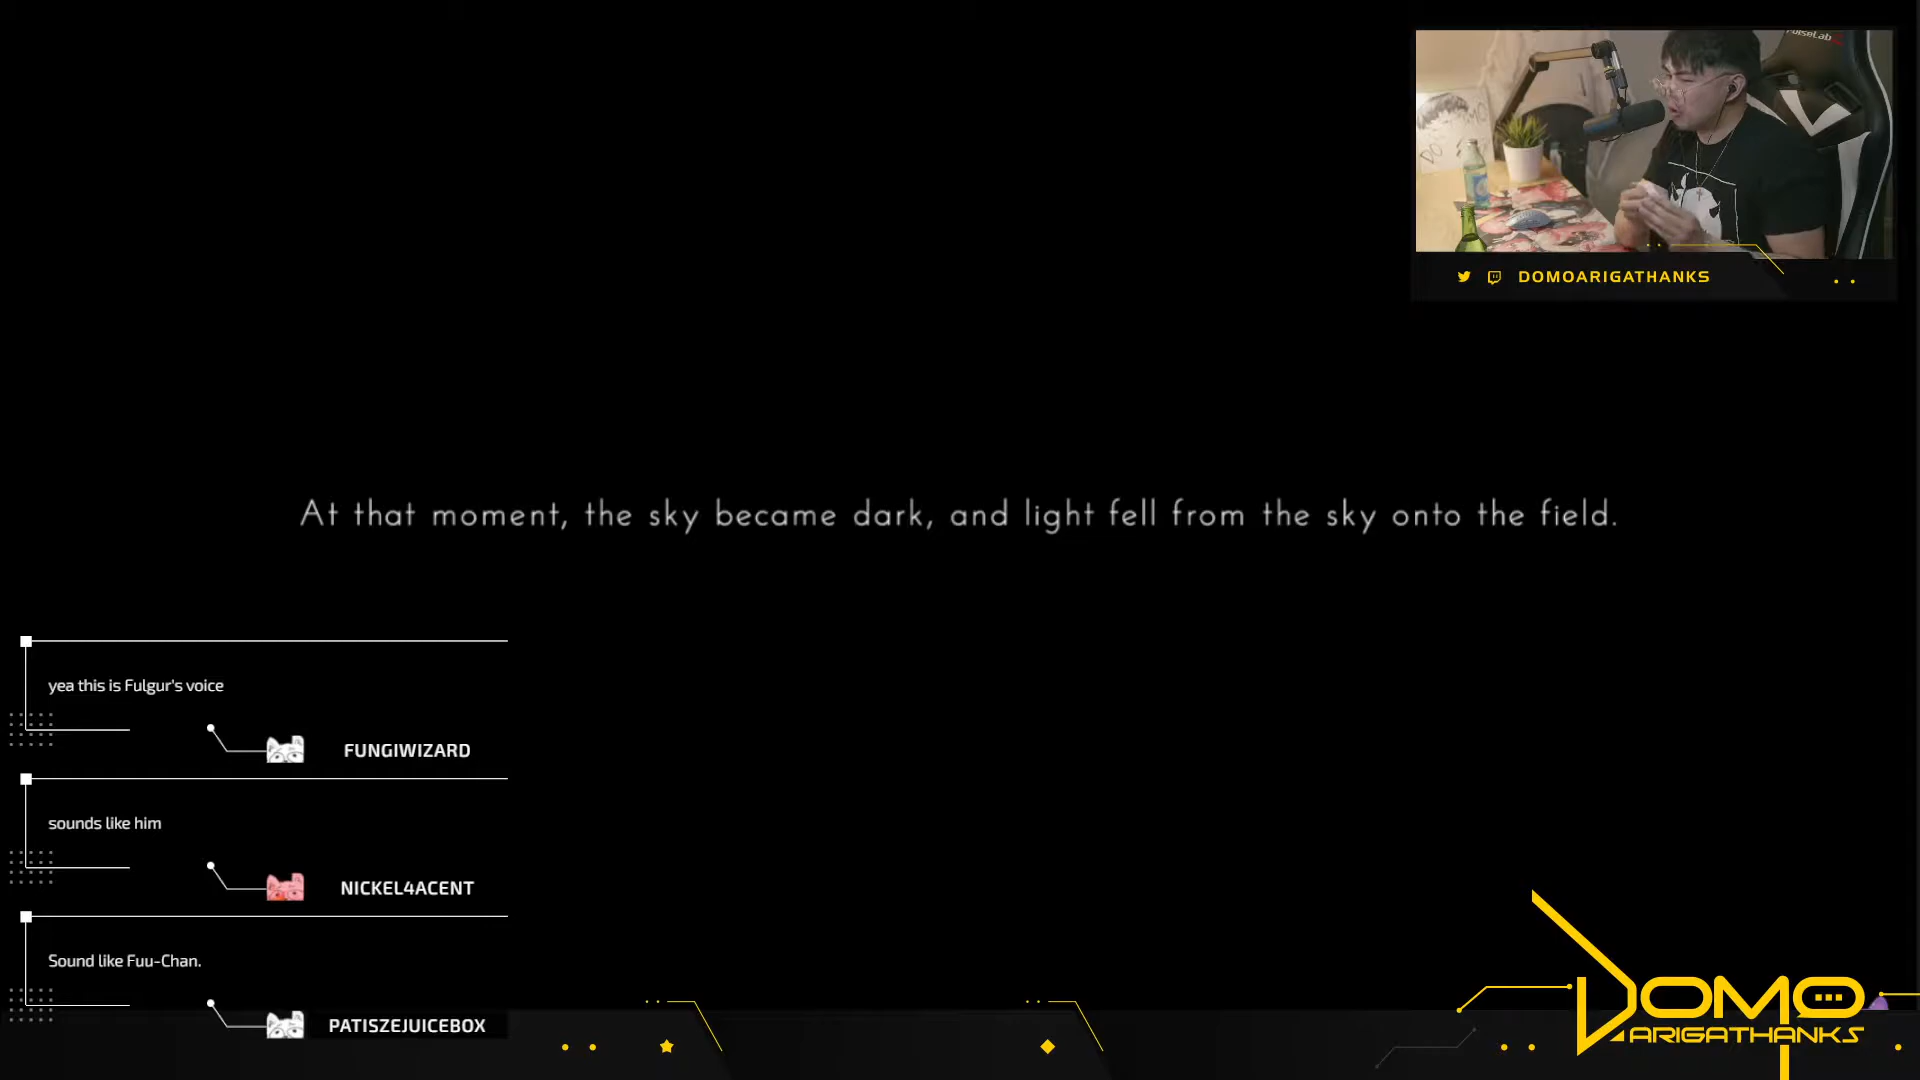 DOMOARIGATHANKS
At that moment, the sky became dark, and light fell from the sky onto the field.
yea this is Fulgur's voice
FUNGIWIZARD
sounds like him
NICKEL4ACENT
Sound like Fuu-Chan.
PATISZEJUICEBOX
DOMO
ARIGATHANKS